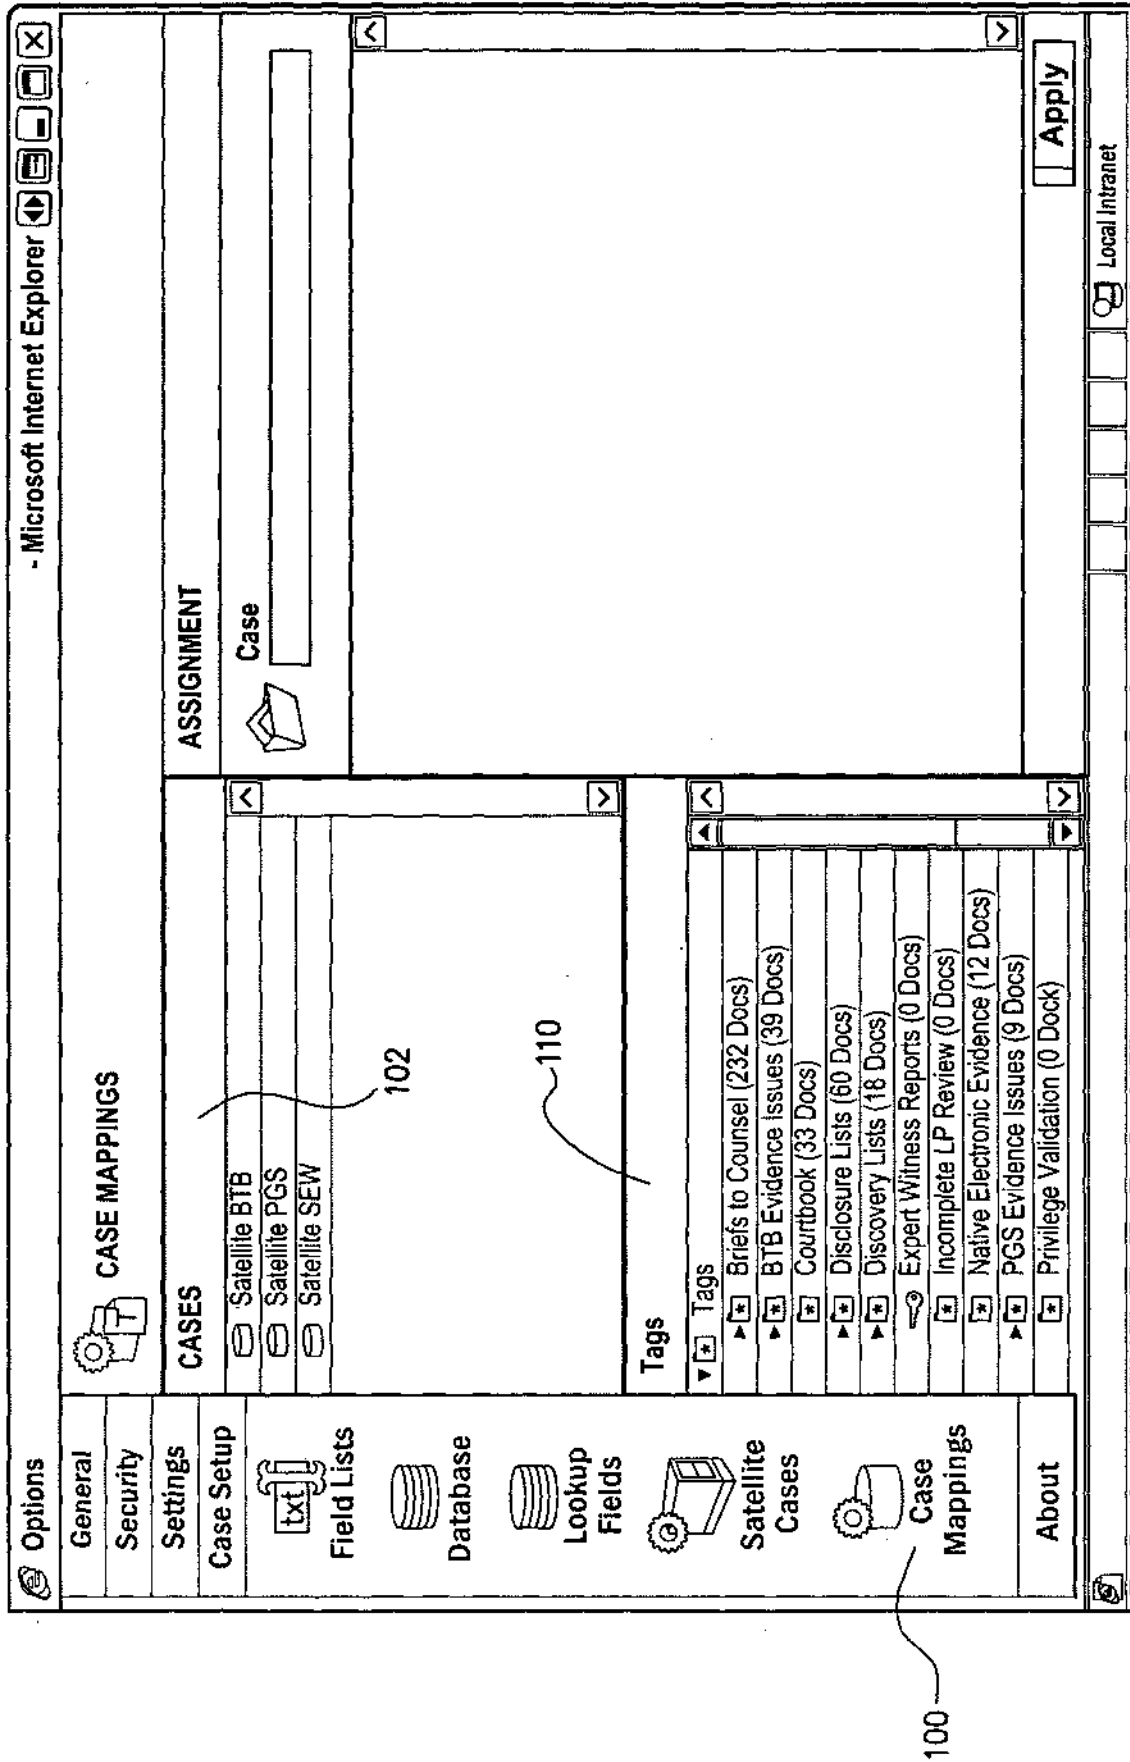 Options
- Microsoft Internet Explorer
General
Security
Settings
Case Setup
txt
Field Lists
Database
Lookup
Fields
Satellite
Cases
Case
Mappings
About
100
CASE MAPPINGS
CASES
Satellite BTB
Satellite PGS
Satellite SEW
102
110
Tags
Tags
Briefs to Counsel (232 Docs)
BTB Evidence Issues (39 Docs)
Courtbook (33 Docs)
Disclosure Lists (60 Docs)
Discovery Lists (18 Docs)
Expert Witness Reports (0 Docs)
Incomplete LP Review (0 Docs)
Native Electronic Evidence (12 Docs)
PGS Evidence Issues (9 Docs)
Privilege Validation (0 Dock)
ASSIGNMENT
Case
Apply
Local Intranet